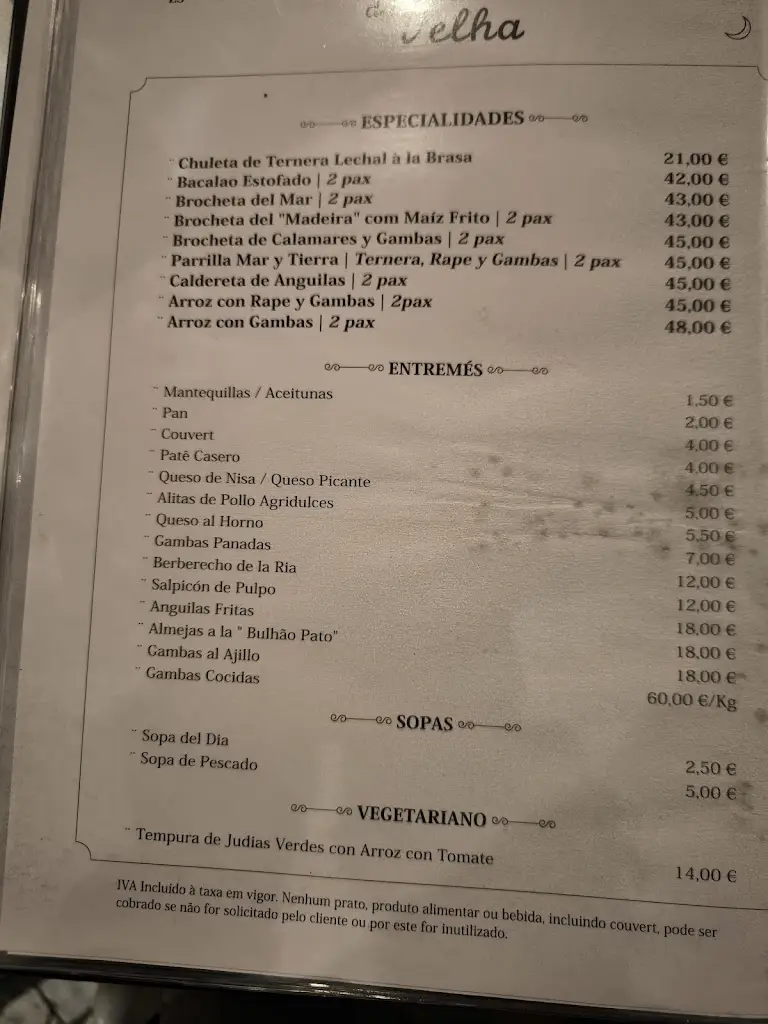 Velha
ESPECIALIDADES
¨ Chuleta de Ternera Lechal à la Brasa 21,00 €
¨ Bacalao Estofado | 2 pax 42,00 €
¨ Brocheta del Mar | 2 pax 43,00 €
¨ Brocheta del "Madeira" com Maíz Frito | 2 pax 43,00 €
¨ Brocheta de Calamares y Gambas | 2 pax 45,00 €
¨ Parrilla Mar y Tierra | Ternera, Rape y Gambas | 2 pax 45,00 €
¨ Caldereta de Anguilas | 2 pax 45,00 €
¨ Arroz con Rape y Gambas | 2pax 45,00 €
¨ Arroz con Gambas | 2 pax 48,00 €
ENTREMÉS
¨ Mantequillas / Aceitunas 1,50 €
¨ Pan 2,00 €
¨ Couvert 4,00 €
¨ Patê Casero 4,00 €
¨ Queso de Nisa / Queso Picante 4,50 €
¨ Alitas de Pollo Agridulces 5,00 €
¨ Queso al Horno 5,50 €
¨ Gambas Panadas 7,00 €
¨ Berberecho de la Ria 12,00 €
¨ Salpicón de Pulpo 12,00 €
¨ Anguilas Fritas 18,00 €
¨ Almejas a la " Bulhão Pato" 18,00 €
¨ Gambas al Ajillo 18,00 €
¨ Gambas Cocidas 60,00 €/Kg
SOPAS
¨ Sopa del Dia 2,50 €
¨ Sopa de Pescado 5,00 €
VEGETARIANO
¨ Tempura de Judias Verdes con Arroz con Tomate 14,00 €
IVA Incluído à taxa em vigor. Nenhum prato, produto alimentar ou bebida, incluindo couvert, pode ser
cobrado se não for solicitado pelo cliente ou por este for inutilizado.